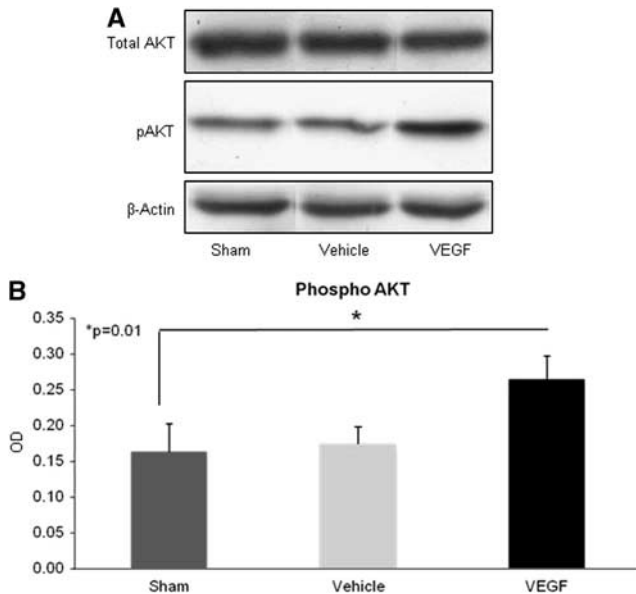 A
Total AKT
pAKT
β-Actin
Sham Vehicle VEGF
B
Phospho AKT
*p=0.01
*
OD
0.35
0.30
0.25
0.20
0.15
0.10
0.05
0.00
Sham Vehicle VEGF